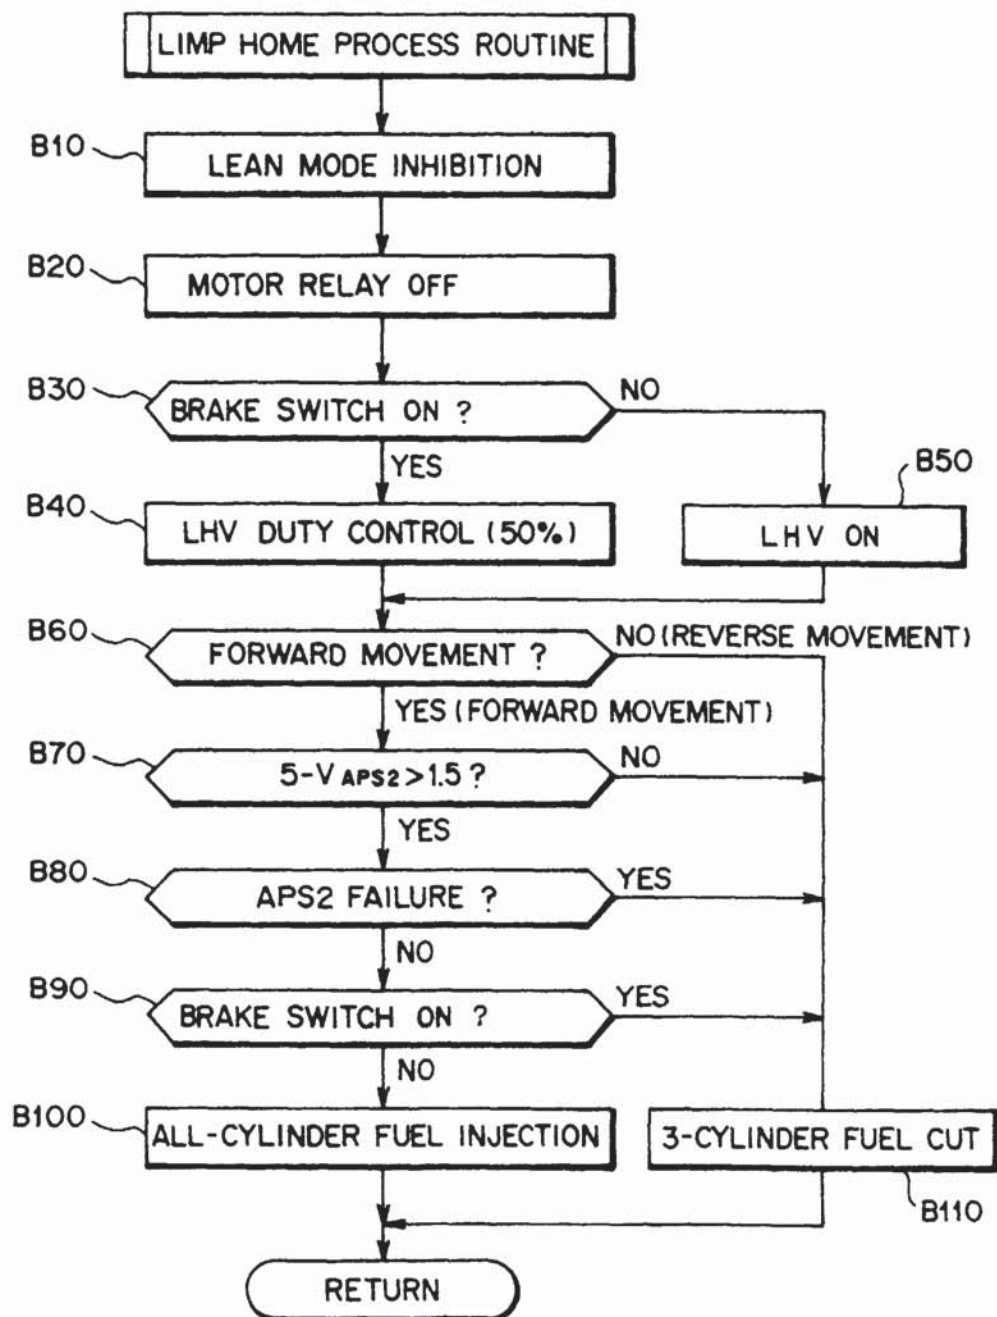 LIMP HOME PROCESS ROUTINE
B10
LEAN MODE INHIBITION
B20
MOTOR RELAY OFF
B30
BRAKE SWITCH ON ?
NO
YES
B40
LHV DUTY CONTROL (50%)
B50
LHV ON
B60
FORWARD MOVEMENT ?
NO (REVERSE MOVEMENT)
YES (FORWARD MOVEMENT)
B70
5-V APS2 > 1.5 ?
NO
YES
B80
APS2 FAILURE ?
YES
NO
B90
BRAKE SWITCH ON ?
YES
NO
B100
ALL-CYLINDER FUEL INJECTION
3-CYLINDER FUEL CUT
B110
RETURN